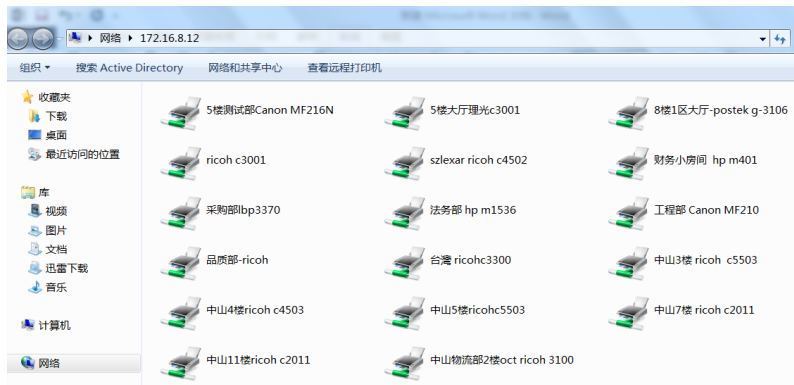 网络 172.16.8.12
组织 搜索 Active Directory 网络和共享中心 查看远程打印机
收藏夹
下载
桌面
最近访问的位置
库
视频
图片
文档
迅雷下载
音乐
计算机
网络
5楼测试部Canon MF216N
5楼大厅理光c3001
8楼1区大厅-postek g-3106
ricoh c3001
szlexar ricoh c4502
财务小房间 hp m401
采购部lbp3370
法务部 hp m1536
工程部 Canon MF210
品质部-ricoh
台灣 ricohc3300
中山3楼 ricoh c5503
中山4楼ricoh c4503
中山5楼ricohc5503
中山7楼 ricoh c2011
中山11楼ricoh c2011
中山物流部2楼oct ricoh 3100